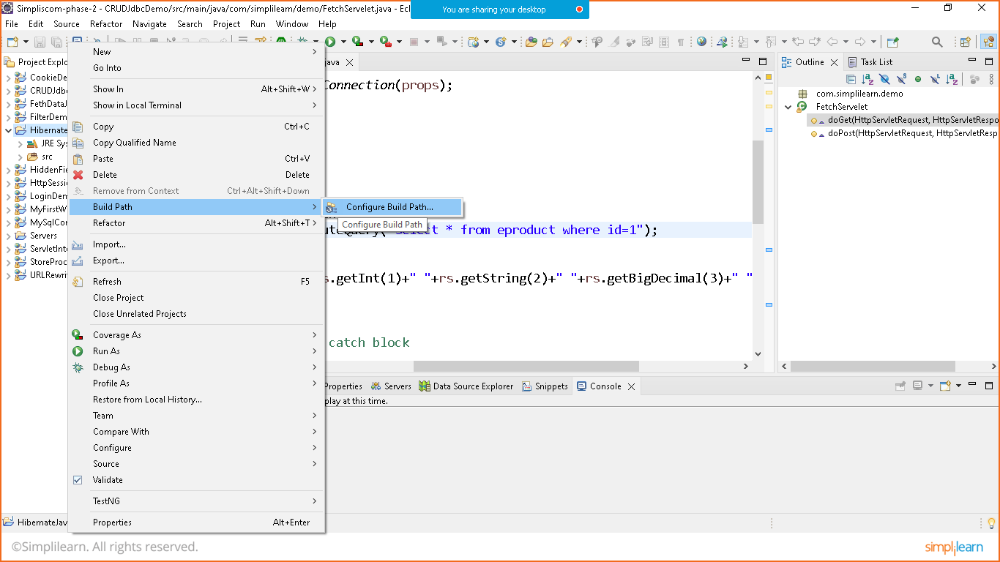 Simpliscom-phase-2 - CRUDJdbcDemo/src/main/java/com/simplilearn/demo/FetchServelet.java - Ecl
You are sharing your desktop
File Edit Source Refactor Navigate Search Project Run Window Help
Project Explo
java
Outline
Task List
CookieDe
CRUDJdbc
FethDataJ
FilterDem
Hibernate
JRE Sys
src
HiddenFie
HttpSessi
LoginDem
MyFirstW
MySqlCon
Servers
ServletInte
StoreProc
URLRewrit
New
Go Into
Show In Alt+Shift+W
Show in Local Terminal
Copy Ctrl+C
Copy Qualified Name
Paste Ctrl+V
Delete Delete
Remove from Context Ctrl+Alt+Shift+Down
Build Path
Refactor Alt+Shift+T
Import...
Export...
Refresh F5
Close Project
Close Unrelated Projects
Coverage As
Run As
Debug As
Profile As
Restore from Local History...
Team
Compare With
Configure
Source
Validate
TestNG
Properties Alt+Enter
Configure Build Path...
Configure Build Path
Connection(props);
select * from eproduct where id=1");
s.getInt(1)+" "+rs.getString(2)+" "+rs.getBigDecimal(3)+" "
catch block
com.simplilearn.demo
FetchServelet
doGet(HttpServletRequest, HttpServletRespo
doPost(HttpServletRequest, HttpServletResp
Properties Servers Data Source Explorer Snippets Console
play at this time.
HibernateJav
©Simplilearn. All rights reserved.
simplilearn